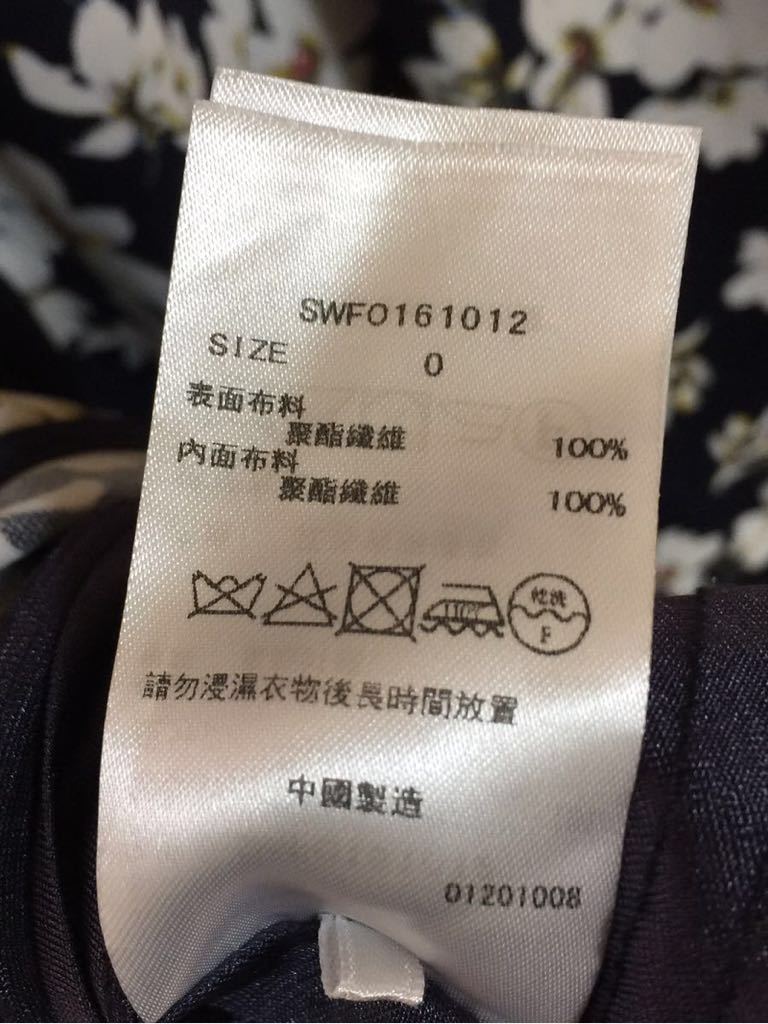 SWF0161012
SIZE 0
表面布料
聚酯纖維 100%
內面布料
聚酯纖維 100%
乾洗
F
請勿浸濕衣物後長時間放置
中國製造
01201008